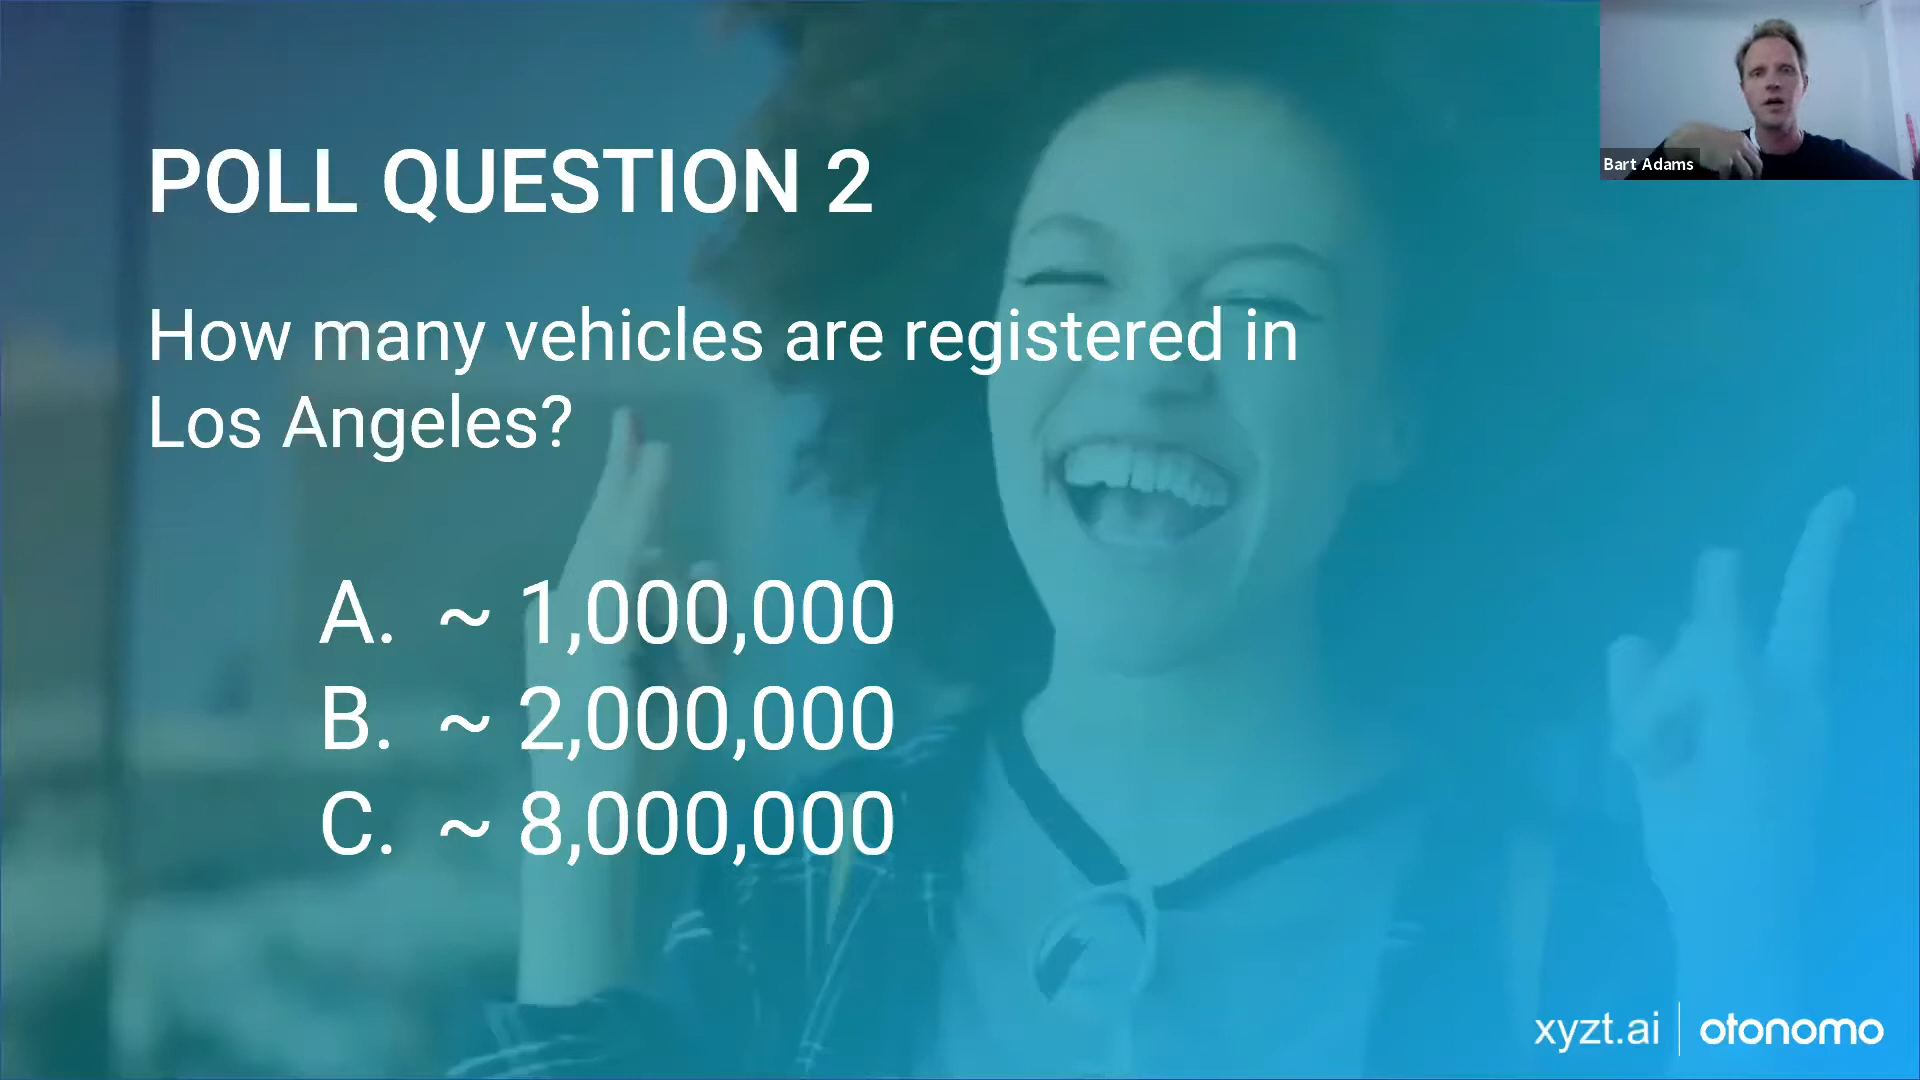 POLL QUESTION 2
How many vehicles are registered in
Los Angeles?
A. ~ 1,000,000
B. ~ 2,000,000
C. ~ 8,000,000
Bart Adams
xyzt.ai | otonomo